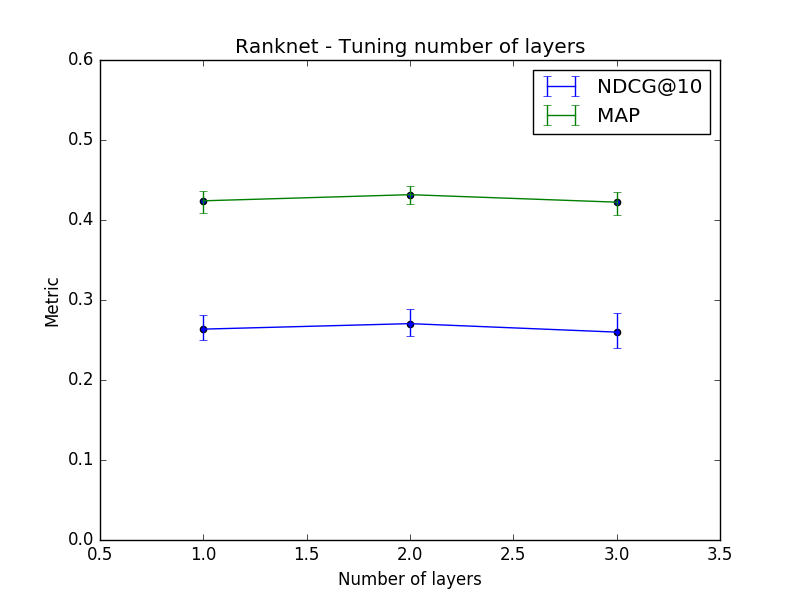 Ranknet - Tuning number of layers
NDCG@10
MAP
0.6
0.5
0.4
0.3
0.2
0.1
0.0
Metric
0.5 1.0 1.5 2.0 2.5 3.0 3.5
Number of layers